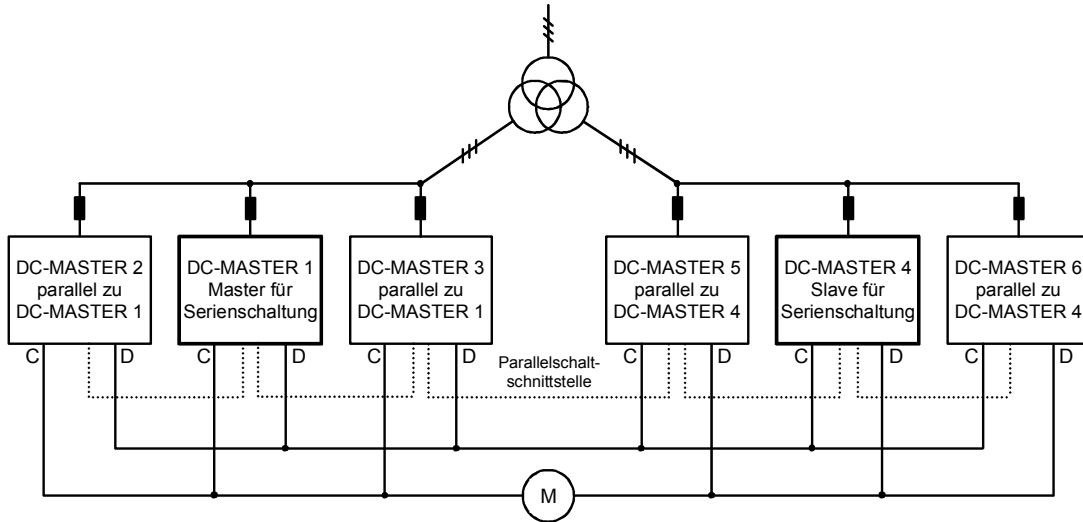 DC-MASTER 2
parallel zu
DC-MASTER 1
DC-MASTER 1
Master für
Serienschaltung
DC-MASTER 3
parallel zu
DC-MASTER 1
DC-MASTER 5
parallel zu
DC-MASTER 4
DC-MASTER 4
Slave für
Serienschaltung
DC-MASTER 6
parallel zu
DC-MASTER 4
C D C D C D C D C D C D
Parallelschalt-
schnittstelle
M